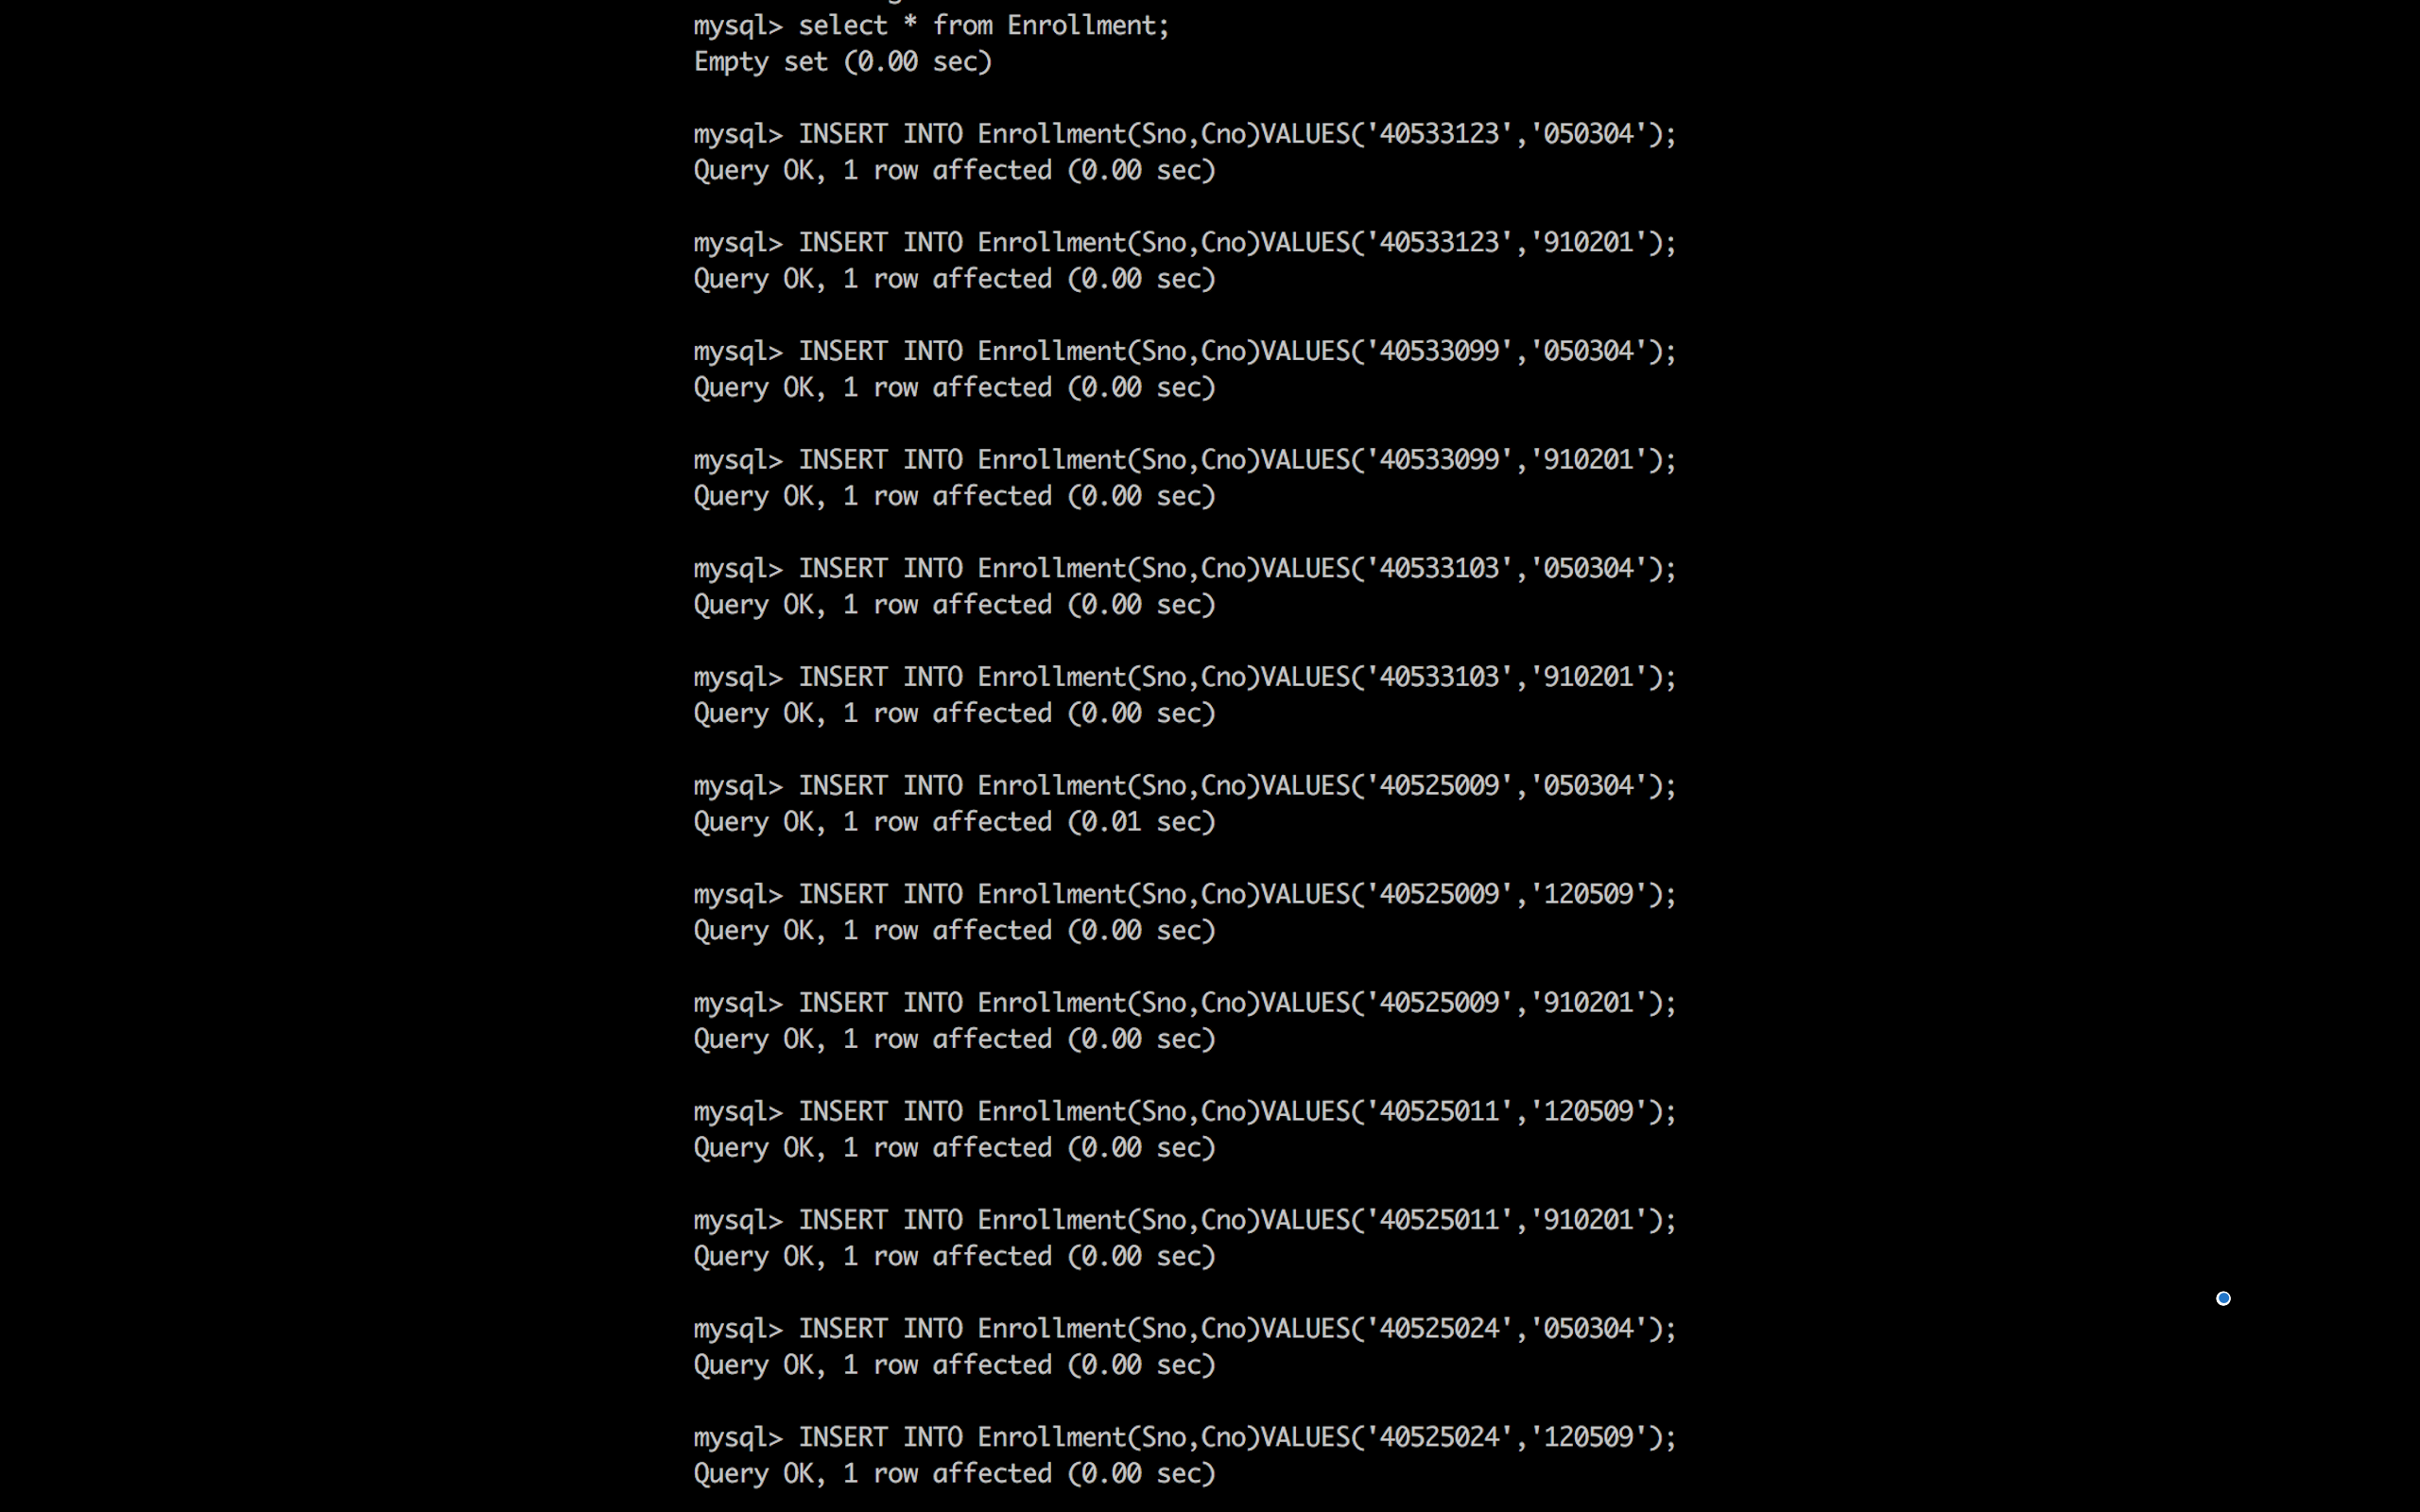 mysql> select * from Enrollment;
Empty set (0.00 sec)
mysql> INSERT INTO Enrollment(Sno,Cno)VALUES('40533123','050304');
Query OK, 1 row affected (0.00 sec)
mysql> INSERT INTO Enrollment(Sno,Cno)VALUES('40533123','910201');
Query OK, 1 row affected (0.00 sec)
mysql> INSERT INTO Enrollment(Sno,Cno)VALUES('40533099','050304');
Query OK, 1 row affected (0.00 sec)
mysql> INSERT INTO Enrollment(Sno,Cno)VALUES('40533099','910201');
Query OK, 1 row affected (0.00 sec)
mysql> INSERT INTO Enrollment(Sno,Cno)VALUES('40533103','050304');
Query OK, 1 row affected (0.00 sec)
mysql> INSERT INTO Enrollment(Sno,Cno)VALUES('40533103','910201');
Query OK, 1 row affected (0.00 sec)
mysql> INSERT INTO Enrollment(Sno,Cno)VALUES('40525009','050304');
Query OK, 1 row affected (0.01 sec)
mysql> INSERT INTO Enrollment(Sno,Cno)VALUES('40525009','120509');
Query OK, 1 row affected (0.00 sec)
mysql> INSERT INTO Enrollment(Sno,Cno)VALUES('40525009','910201');
Query OK, 1 row affected (0.00 sec)
mysql> INSERT INTO Enrollment(Sno,Cno)VALUES('40525011','120509');
Query OK, 1 row affected (0.00 sec)
mysql> INSERT INTO Enrollment(Sno,Cno)VALUES('40525011','910201');
Query OK, 1 row affected (0.00 sec)
mysql> INSERT INTO Enrollment(Sno,Cno)VALUES('40525024','050304');
Query OK, 1 row affected (0.00 sec)
mysql> INSERT INTO Enrollment(Sno,Cno)VALUES('40525024','120509');
Query OK, 1 row affected (0.00 sec)